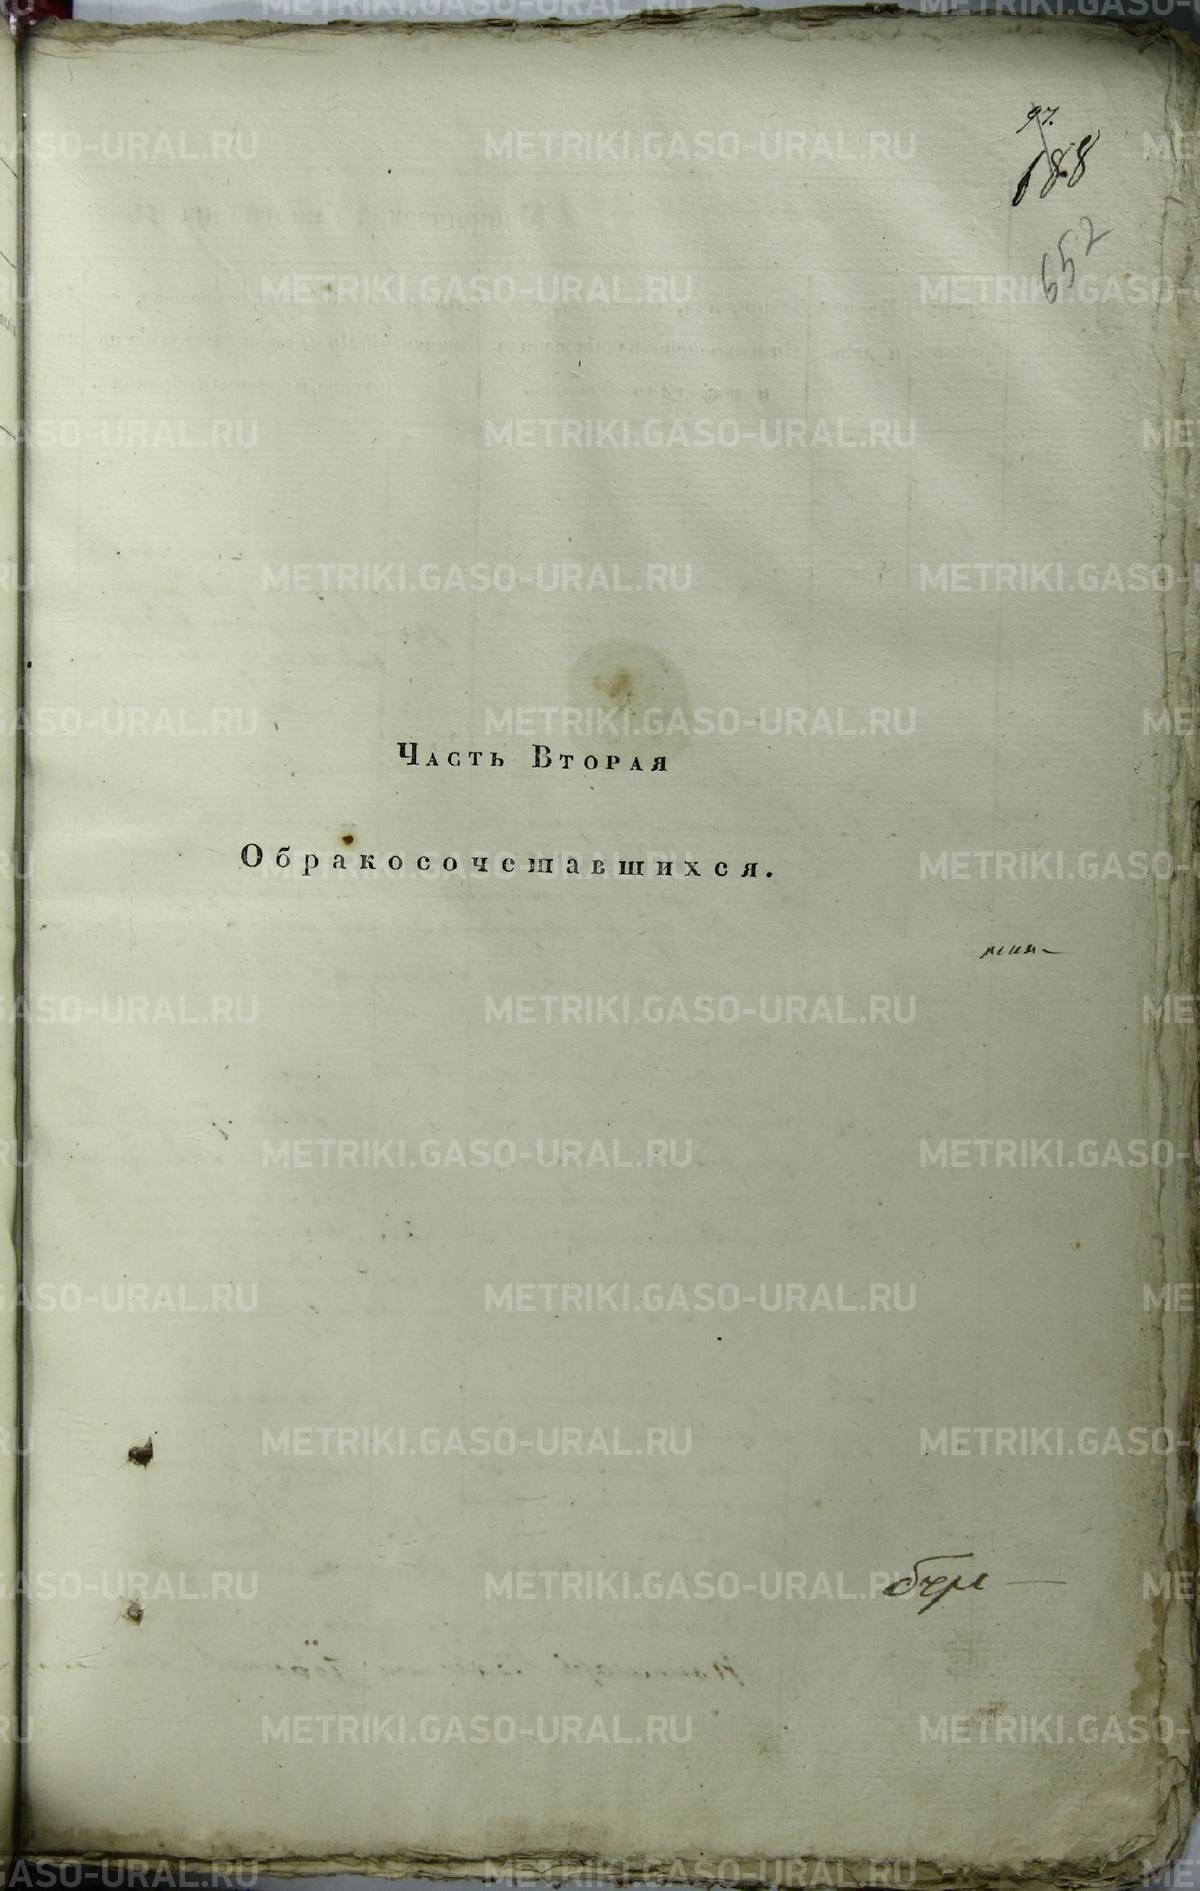 97.
188
652
Часть Вторая
Обракосочетавшихся.